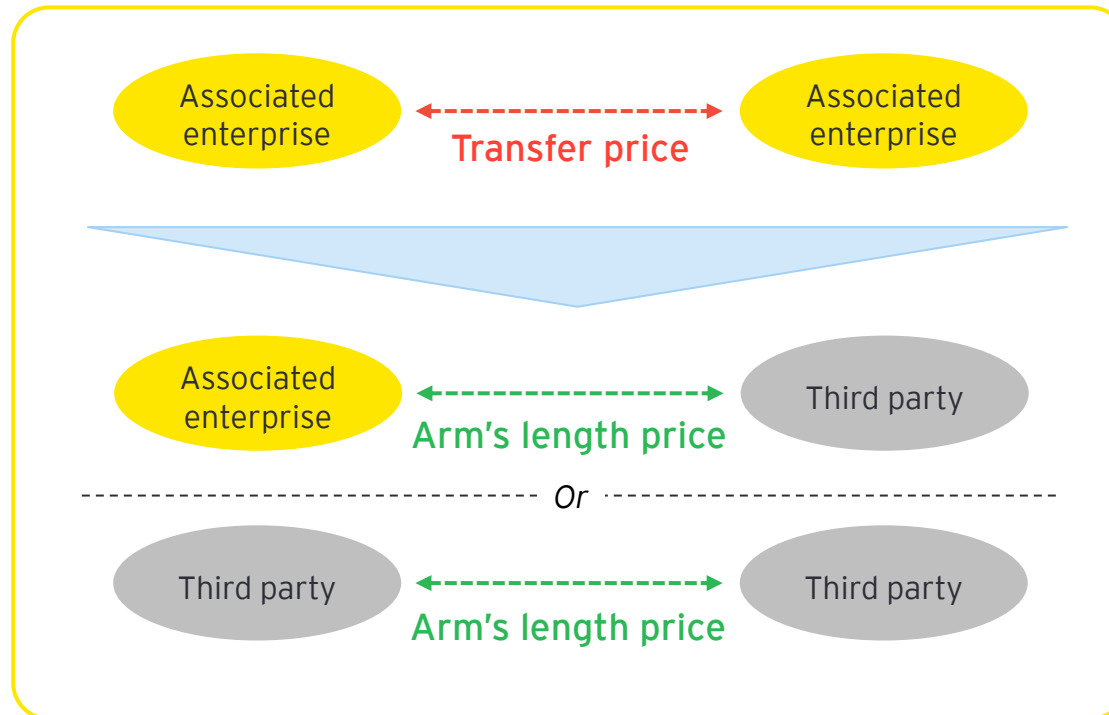 Associated
enterprise
Transfer price
Associated
enterprise
Associated
enterprise
Arm's length price
Third party
Or
Third party
Arm's length price
Third party